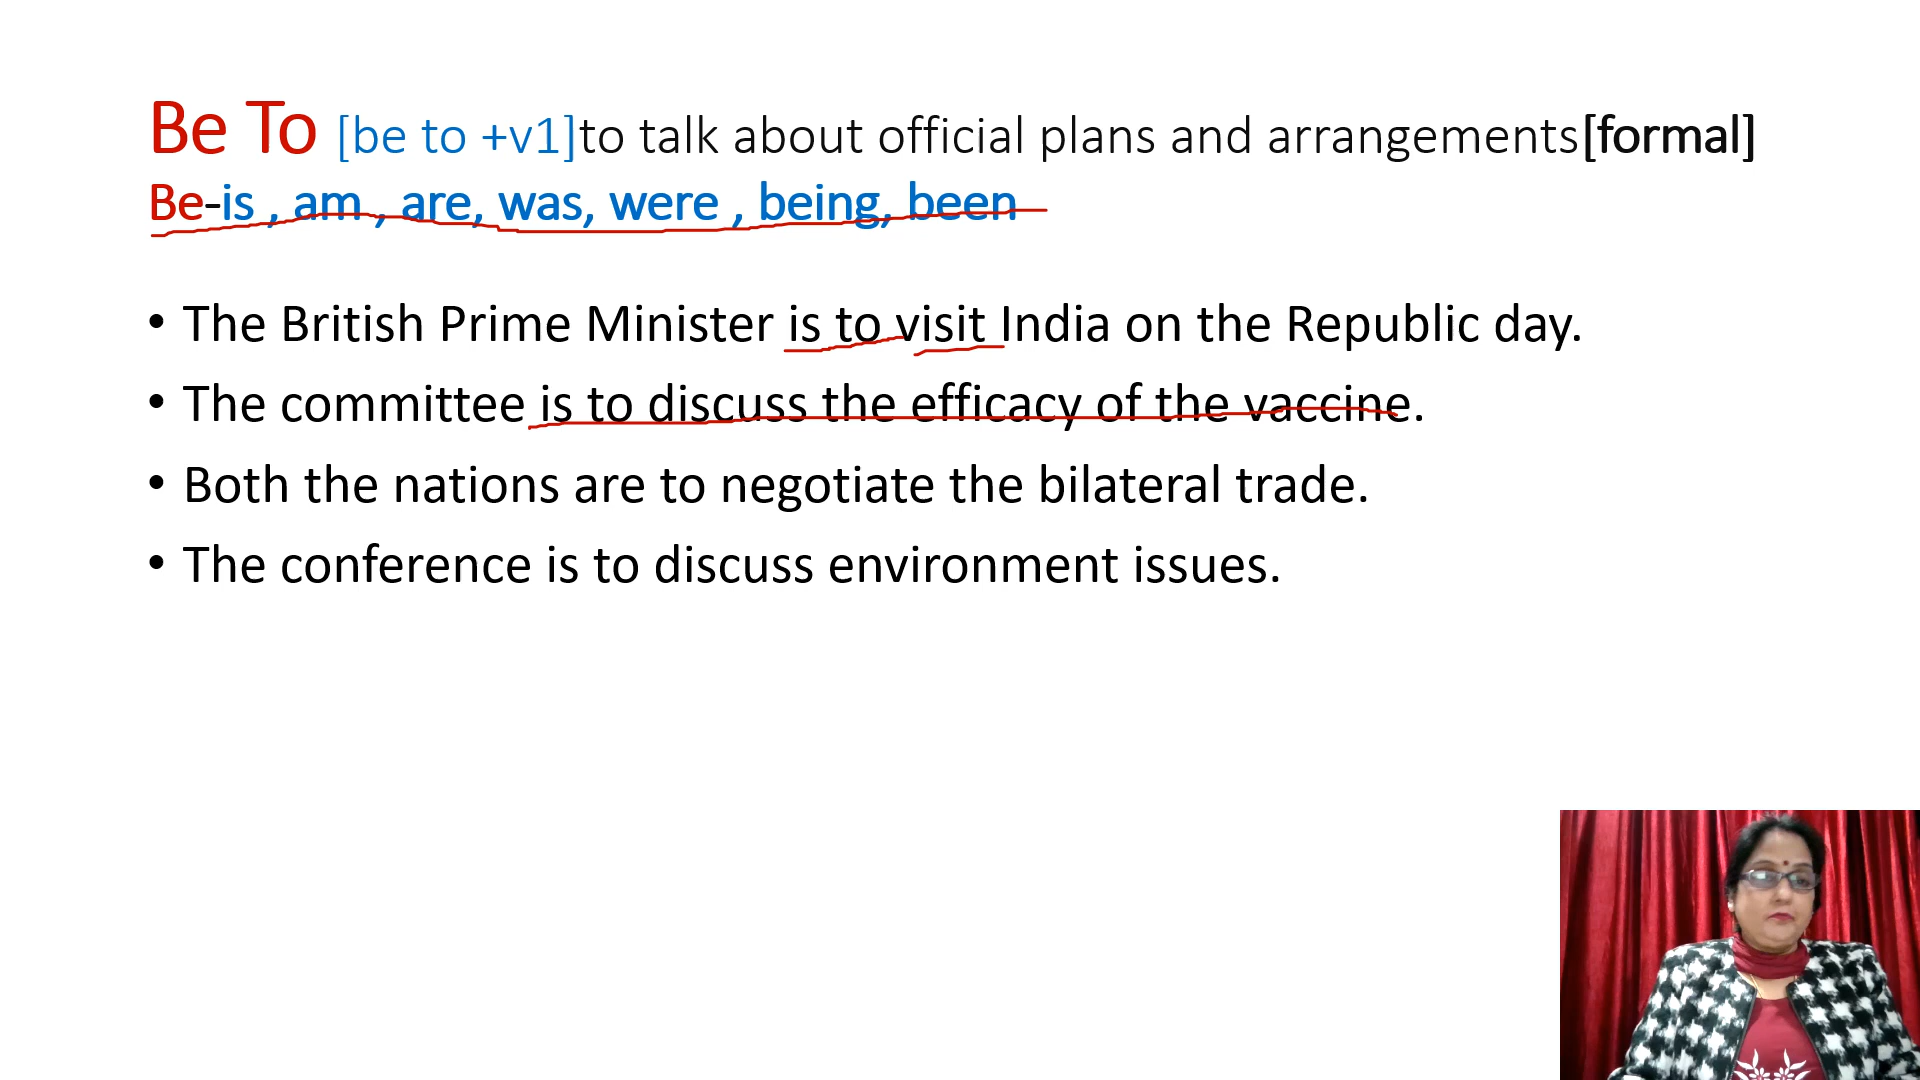 Be To [be to +v1]to talk about official plans and arrangements[formal]
Be-is , am , are, was, were , being, been
• The British Prime Minister is to visit India on the Republic day.
• The committee is to discuss the efficacy of the vaccine.
• Both the nations are to negotiate the bilateral trade.
• The conference is to discuss environment issues.